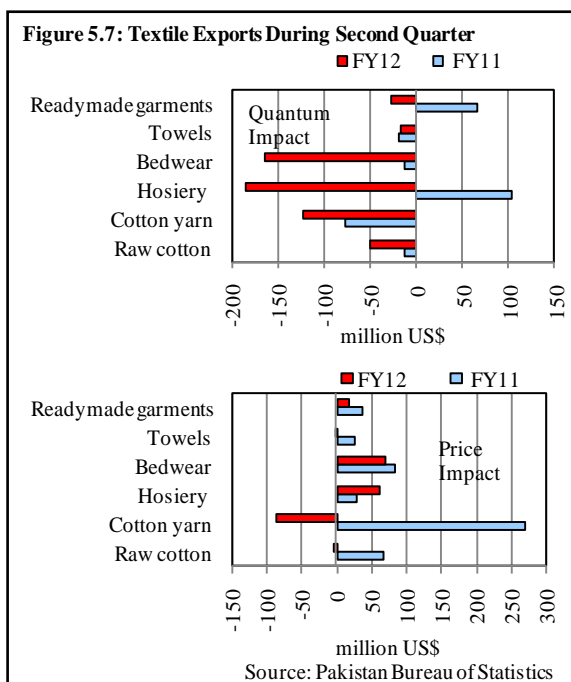 Figure 5.7: Textile Exports During Second Quarter
FY12 FY11
Readymade garments
Towels
Bedwear
Hosiery
Cotton yarn
Raw cotton
Quantum
Impact
-200 -150 -100 -50 0 50 100 150
million US$
FY12 FY11
Readymade garments
Towels
Bedwear
Hosiery
Cotton yarn
Raw cotton
Price
Impact
-150 -100 -50 0 50 100 150 200 250 300
million US$
Source: Pakistan Bureau of Statistics